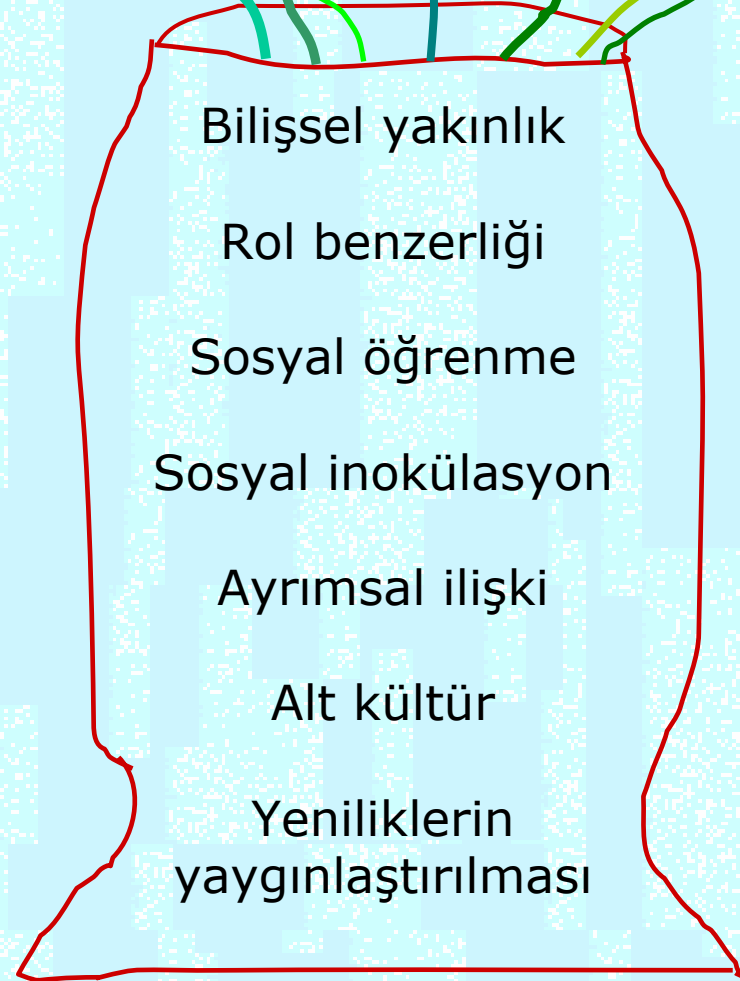 Bilişsel yakınlık
Rol benzerliği
Sosyal öğrenme
Sosyal inokülasyon
Ayrımsal ilişki
Alt kültür
Yeniliklerin
yaygınlaştırılması